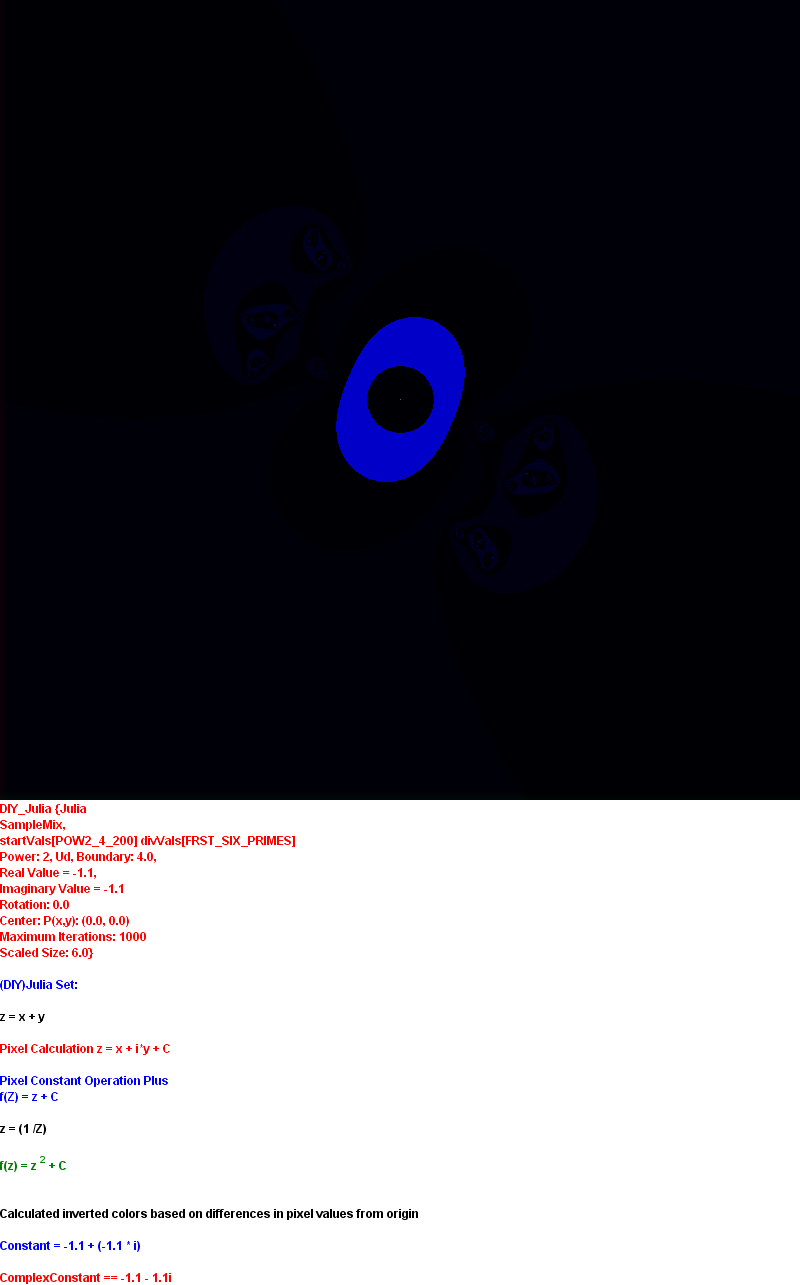 DIY_Julia {Julia
SampleMix,
startVals[POW2_4_200] divVals[FRST_SIX_PRIMES]
Power: 2, Ud, Boundary: 4.0,
Real Value = -1.1,
Imaginary Value = -1.1
Rotation: 0.0
Center: P(x,y): (0.0, 0.0)
Maximum Iterations: 1000
Scaled Size: 6.0}
(DIY)Julia Set:
z = x + y
Pixel Calculation z = x + i*y + C
Pixel Constant Operation Plus
f(Z) = z + C
z = (1 /Z)
f(z) = z 2 + C
Calculated inverted colors based on differences in pixel values from origin
Constant = -1.1 + (-1.1 * i)
ComplexConstant == -1.1 - 1.1i